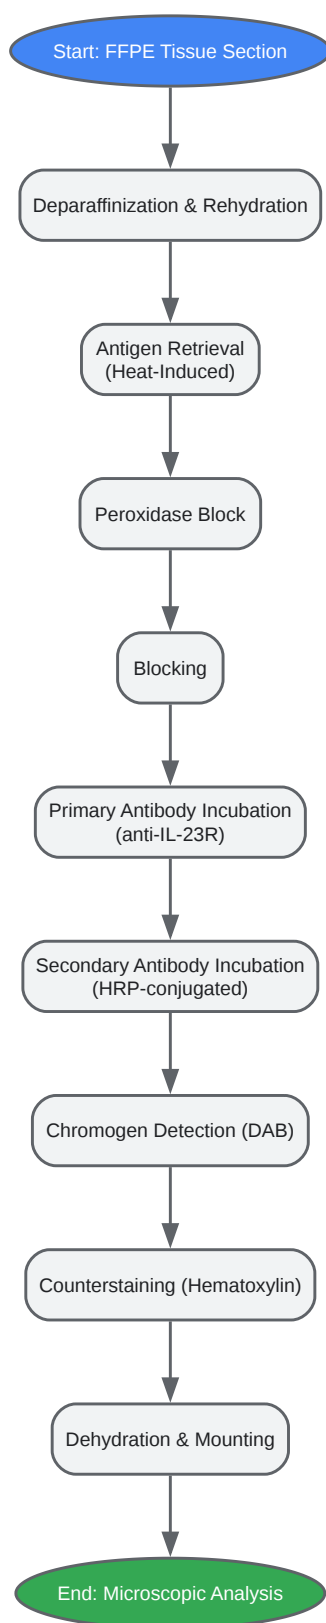 Start: FFPE Tissue Section
Deparaffinization & Rehydration
Antigen Retrieval
(Heat-Induced)
Peroxidase Block
Blocking
Primary Antibody Incubation
(anti-IL-23R)
Secondary Antibody Incubation
(HRP-conjugated)
Chromogen Detection (DAB)
Counterstaining (Hematoxylin)
Dehydration & Mounting
End: Microscopic Analysis